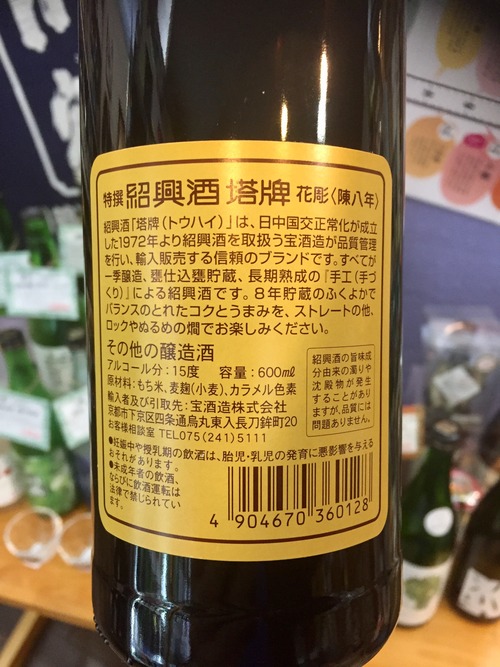 特撰 紹興酒 塔牌 花彫〈陳八年〉
紹興酒「塔牌(トウハイ)」は、日中国交正常化が成立
した1972年より紹興酒を取扱う宝酒造が品質管理
を行い、輸入販売する信頼のブランドです。すべてが
一季醸造、甕仕込甕貯蔵、長期熟成の『手工(手づ
くり)』による紹興酒です。8年貯蔵のふくよかで
バランスのとれたコクとうまみを、ストレートの他、
ロックやぬるめの燗でお楽しみください。
その他の醸造酒
アルコール分：15度 容量：600ml
原材料：もち米、麦麹(小麦)、カラメル色素
輸入者及び引取先：宝酒造株式会社
京都市下京区四条通烏丸東入長刀鉾町20
お客様相談室 TEL075(241)5111
紹興酒の旨味成
分由来の濁りや
沈殿物が発生
することがあり
ますが、品質には
問題ありません。
●妊娠中や授乳期の飲酒は、胎児・乳児の発育に悪影響を与える
おそれがあります。
●未成年者の飲酒、
ならびに飲酒運転は
法律で禁じられてい
ます。
4 904670 360128